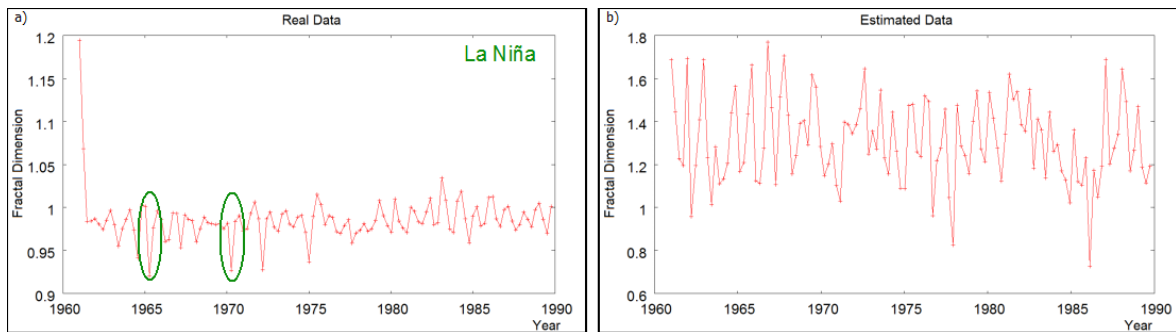 a)
Real Data
La Niña
Fractal Dimension
1.2
1.15
1.1
1.05
1
0.95
0.9
1960 1965 1970 1975 1980 1985 1990
Year
b)
Estimated Data
Fractal Dimension
1.8
1.6
1.4
1.2
1
0.8
0.6
1960 1965 1970 1975 1980 1985 1990
Year